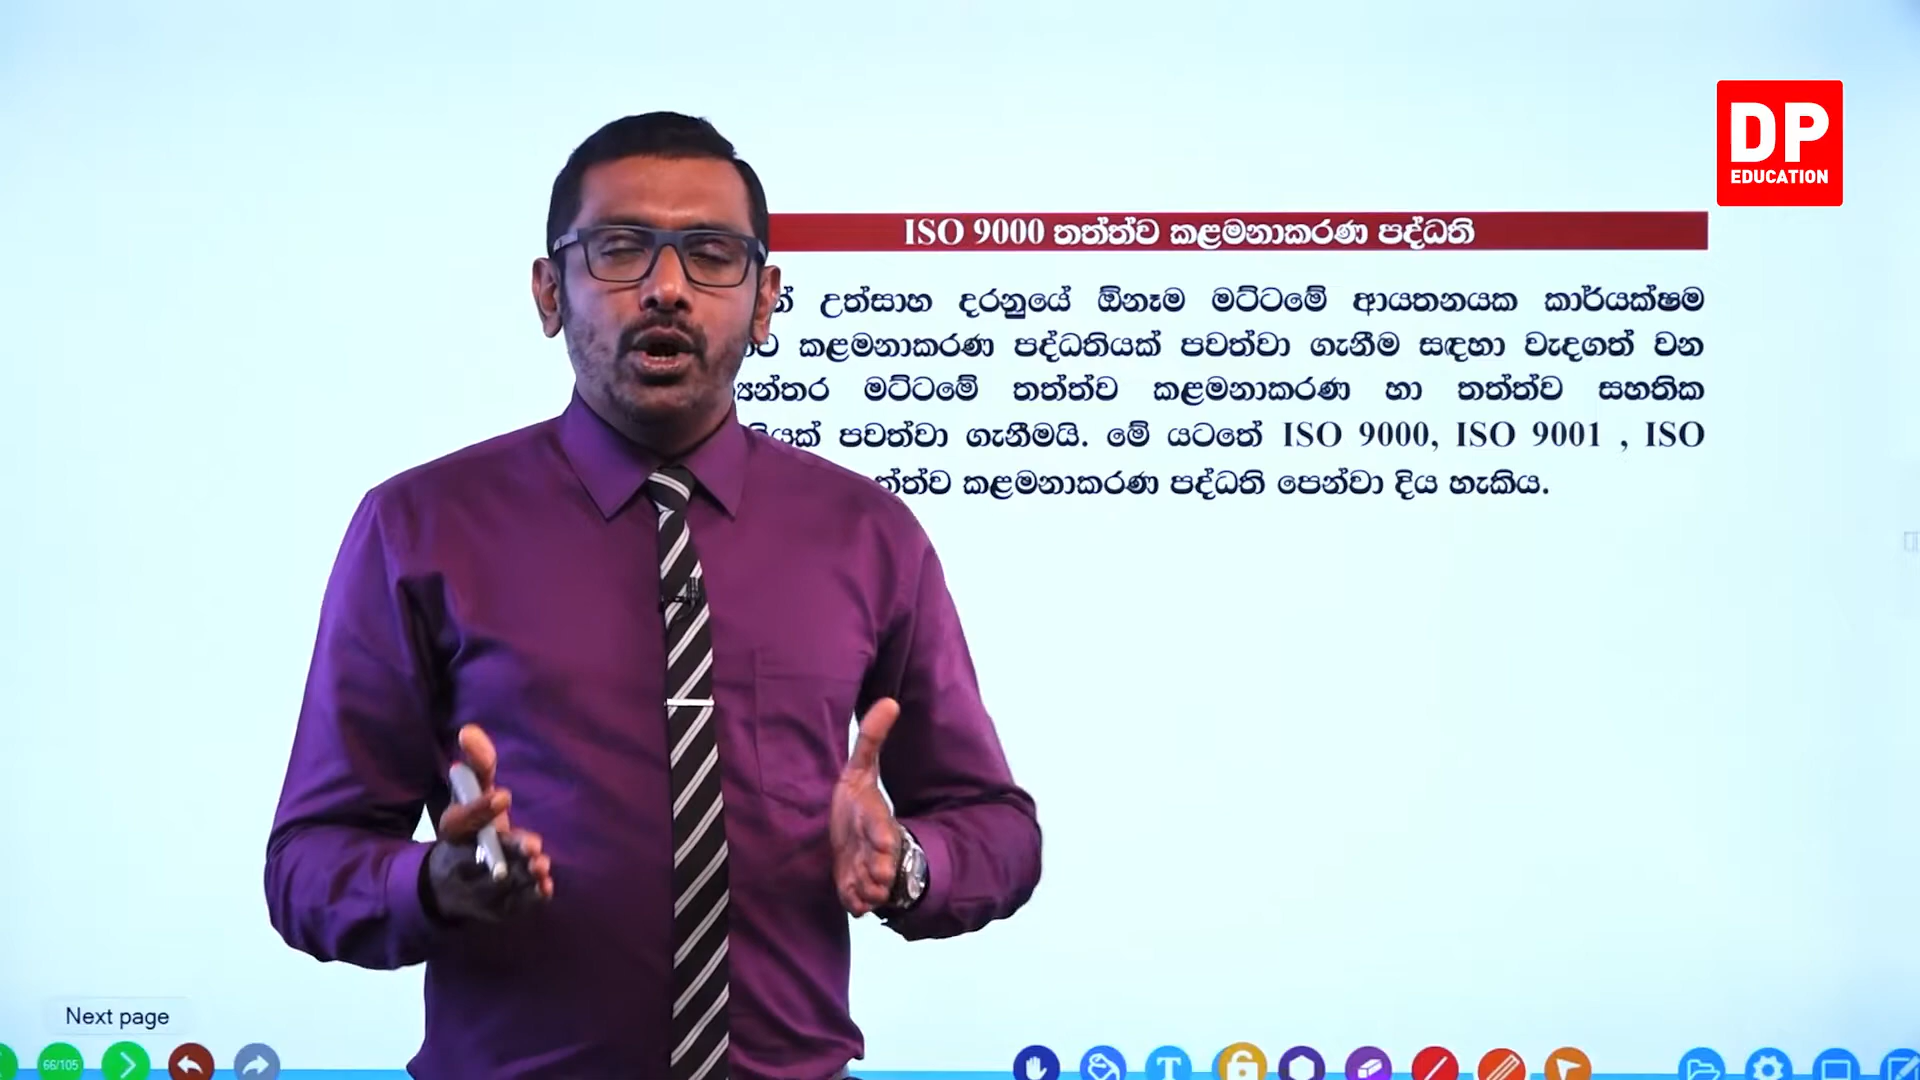 DP
EDUCATION
ISO 9000 තත්ත්ව කළමනාකරණ පද්ධති
උත්සාහ දරනුයේ ඕනෑම මට්ටමේ ආයතනයක කාර්යක්ෂම
කළමනාකරණ පද්ධතියක් පවත්වා ගැනීම සඳහා වැදගත් වන
මට්ටමේ තත්ත්ව කළමනාකරණ හා තත්ත්ව සහතික
පවත්වා ගැනීමයි. මේ යටතේ ISO 9000, ISO 9001 , ISO
කළමනාකරණ පද්ධති පෙන්වා දිය හැකිය.
Next page
66/105
T